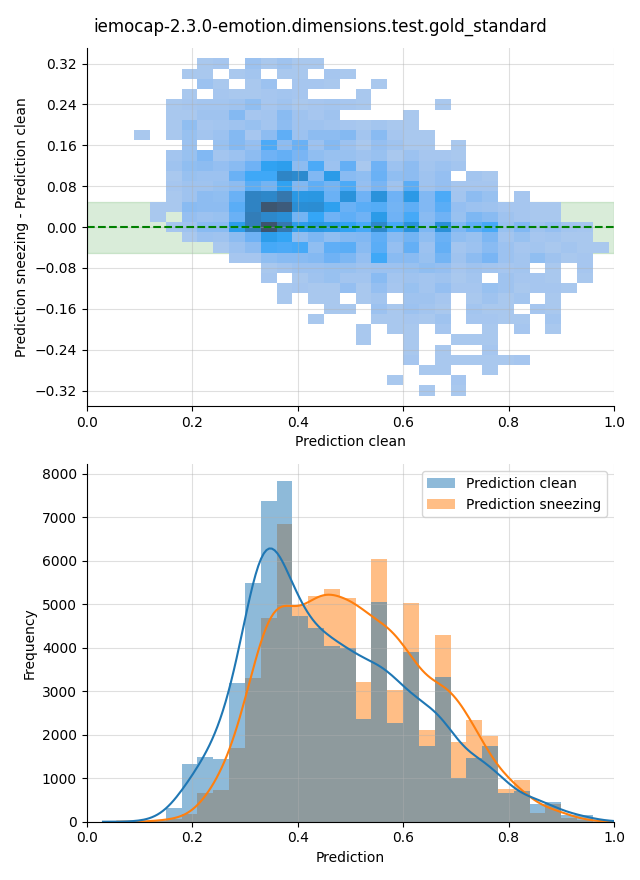 iemocap-2.3.0-emotion.dimensions.test.gold_standard
Prediction sneezing - Prediction clean
0.32
0.24
0.16
0.08
0.00
−0.08
−0.16
−0.24
−0.32
0.0 0.2 0.4 0.6 0.8 1.0
Prediction clean
Frequency
8000
7000
6000
5000
4000
3000
2000
1000
0
Prediction clean
Prediction sneezing
0.0 0.2 0.4 0.6 0.8 1.0
Prediction